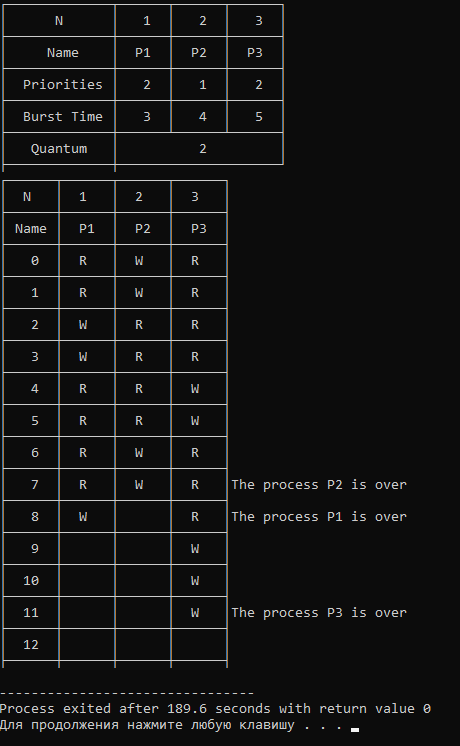 N 1 2 3
Name P1 P2 P3
Priorities 2 1 2
Burst Time 3 4 5
Quantum 2
N 1 2 3
Name P1 P2 P3
0 R W R
1 R W R
2 W R R
3 W R R
4 R R W
5 R R W
6 R W R
7 R W R The process P2 is over
8 W R The process P1 is over
9 W
10 W
11 W The process P3 is over
12
--------------------------------
Process exited after 189.6 seconds with return value 0
Для продолжения нажмите любую клавишу . . .